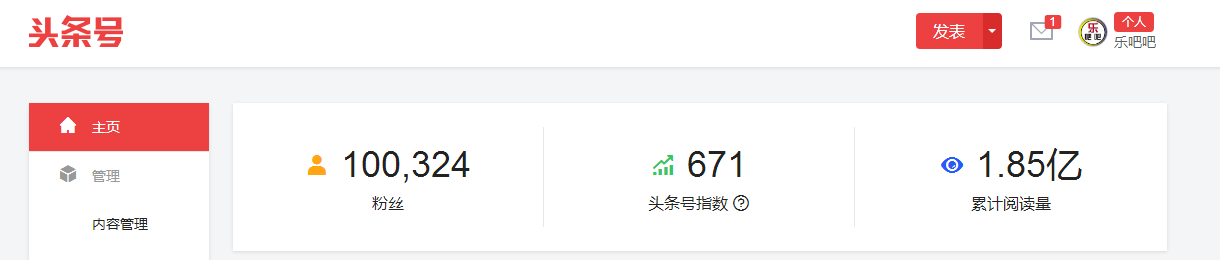 头条号
发表
1
乐吧吧
个人
乐吧吧
主页
管理
内容管理
100,324
粉丝
671
头条号指数
1.85亿
累计阅读量